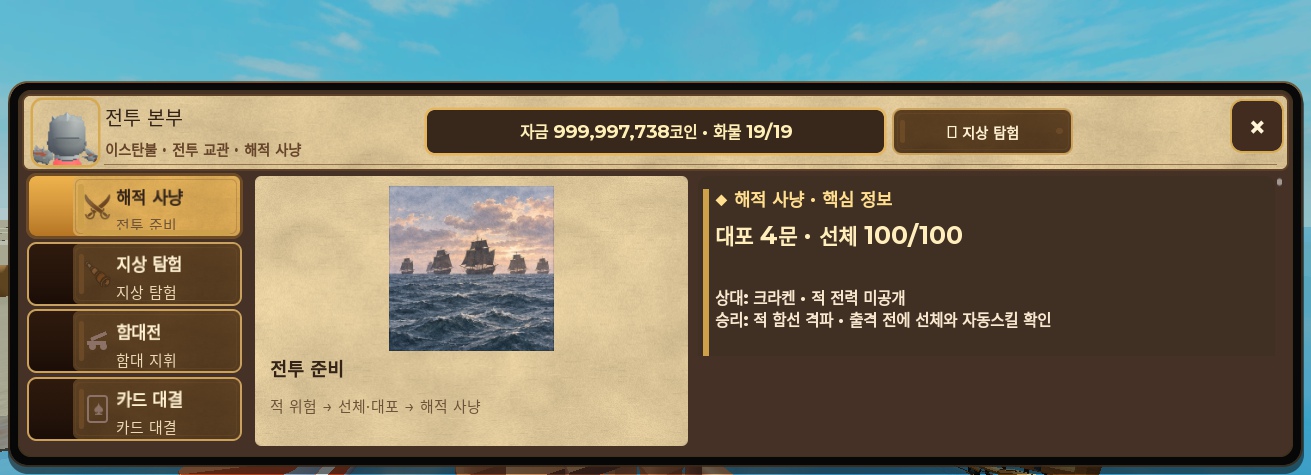 전투 본부
이스탄불 • 전투 교관 • 해적 사냥
자금 999,997,738코인 • 화물 19/19
지상 탐험
×
해적 사냥
전투 준비
지상 탐험
지상 탐험
함대전
함대 지휘
카드 대결
카드 대결
전투 준비
적 위험 → 선체·대포 → 해적 사냥
◆ 해적 사냥 • 핵심 정보
대포 4문 • 선체 100/100
상대: 크라켄 • 적 전력 미공개
승리: 적 함선 격파 • 출격 전에 선체와 자동스킬 확인